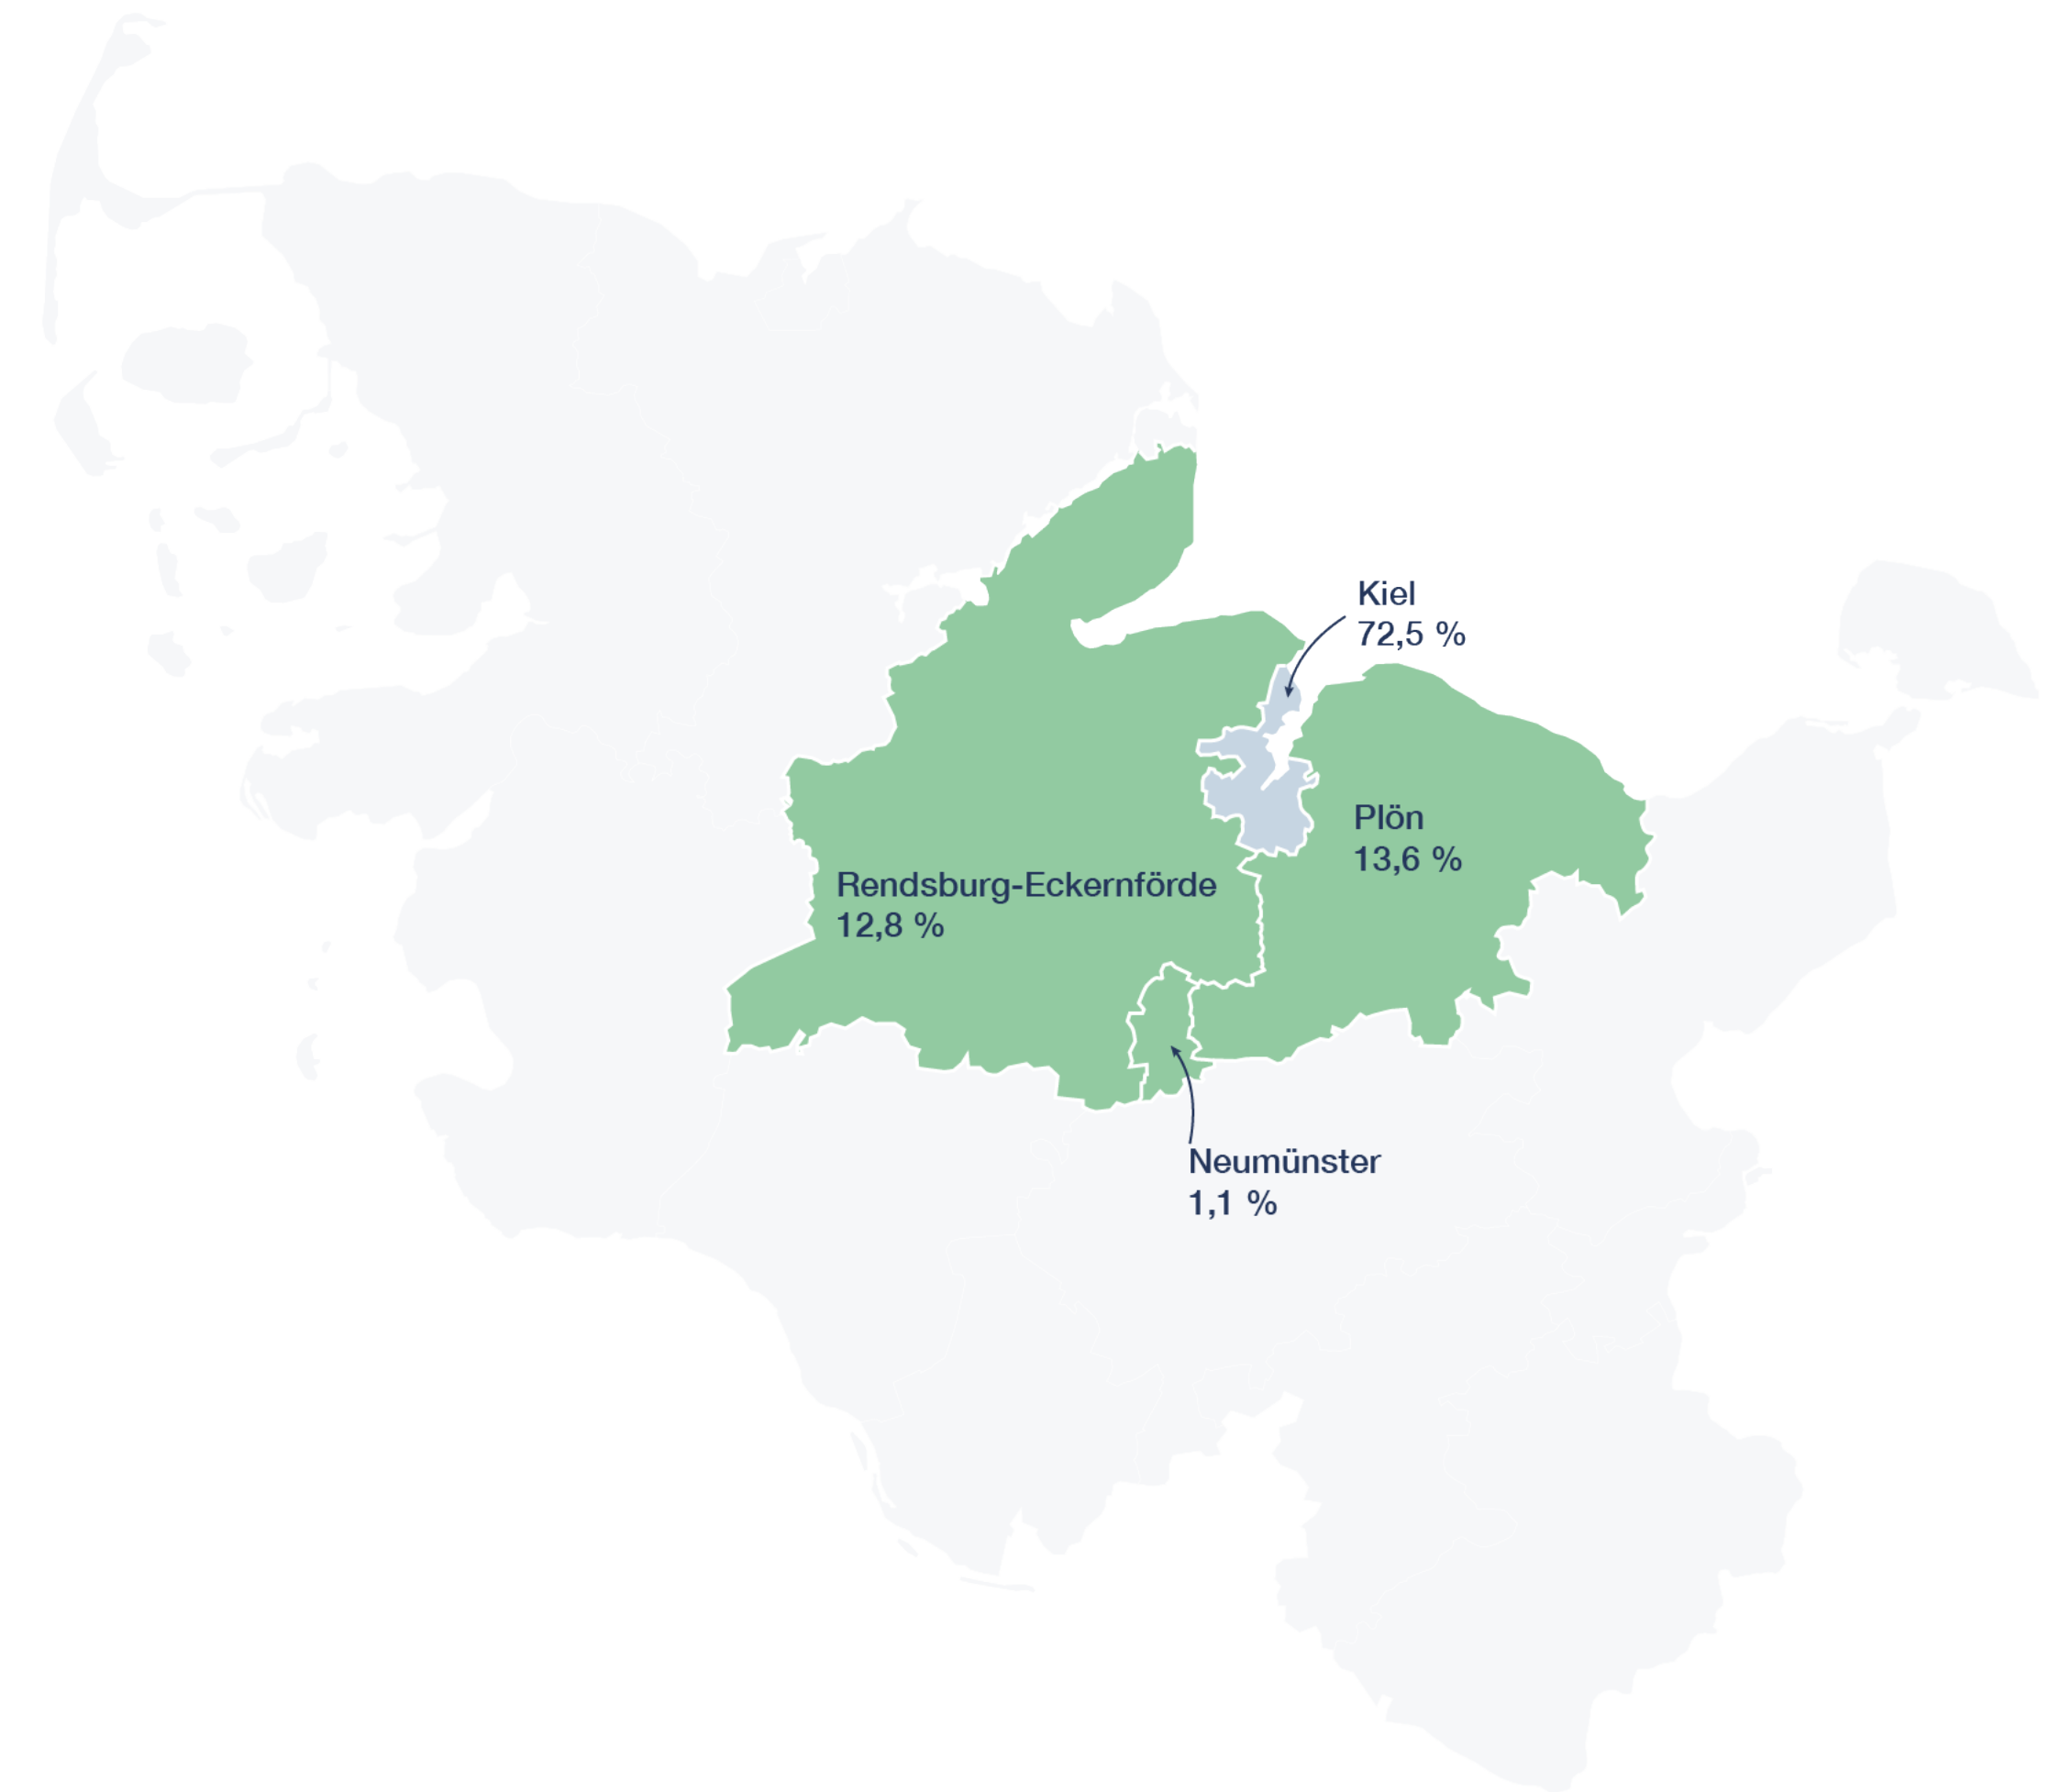 Kiel
72,5 %
Plön
13,6 %
Rendsburg-Eckernförde
12,8 %
Neumünster
1,1 %